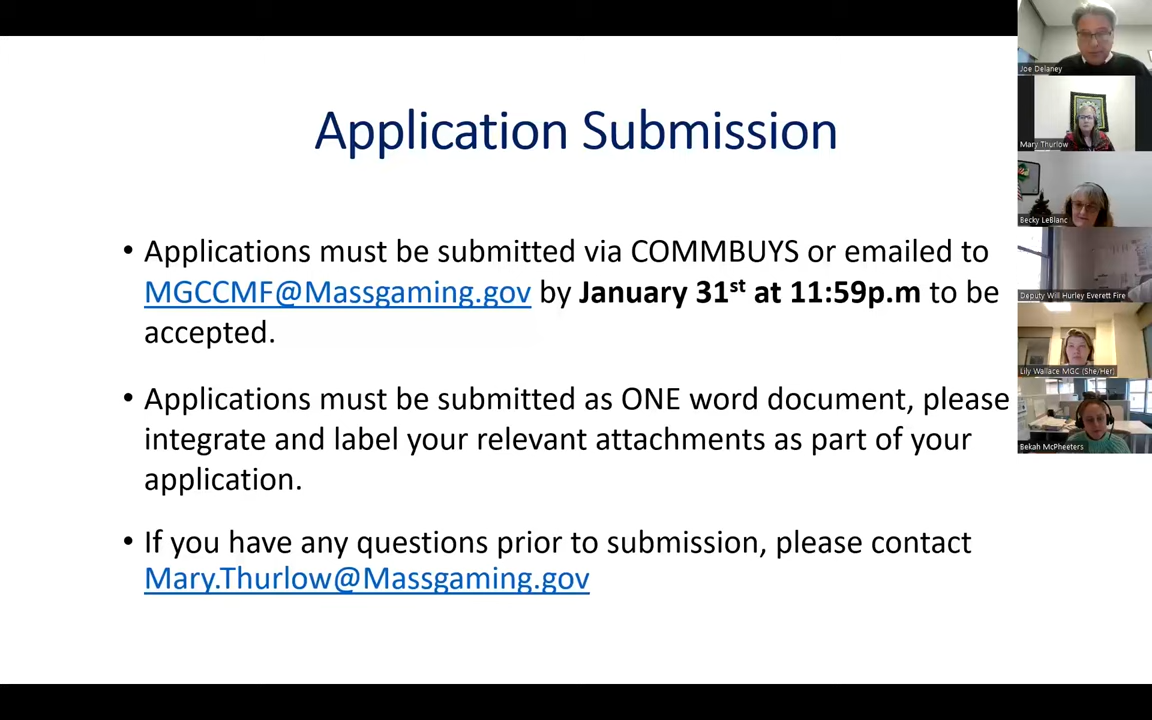 Application Submission
• Applications must be submitted via COMMBUYS or emailed to
MGCCMF@Massgaming.gov by January 31st at 11:59p.m to be
accepted.
• Applications must be submitted as ONE word document, please
integrate and label your relevant attachments as part of your
application.
• If you have any questions prior to submission, please contact
Mary.Thurlow@Massgaming.gov
Joe Delaney
Mary Thurlow
Becky LeBlanc
Deputy Will Hurley Everett Fire
Lily Wallace MGC (She/Her)
Bekah McPheeters